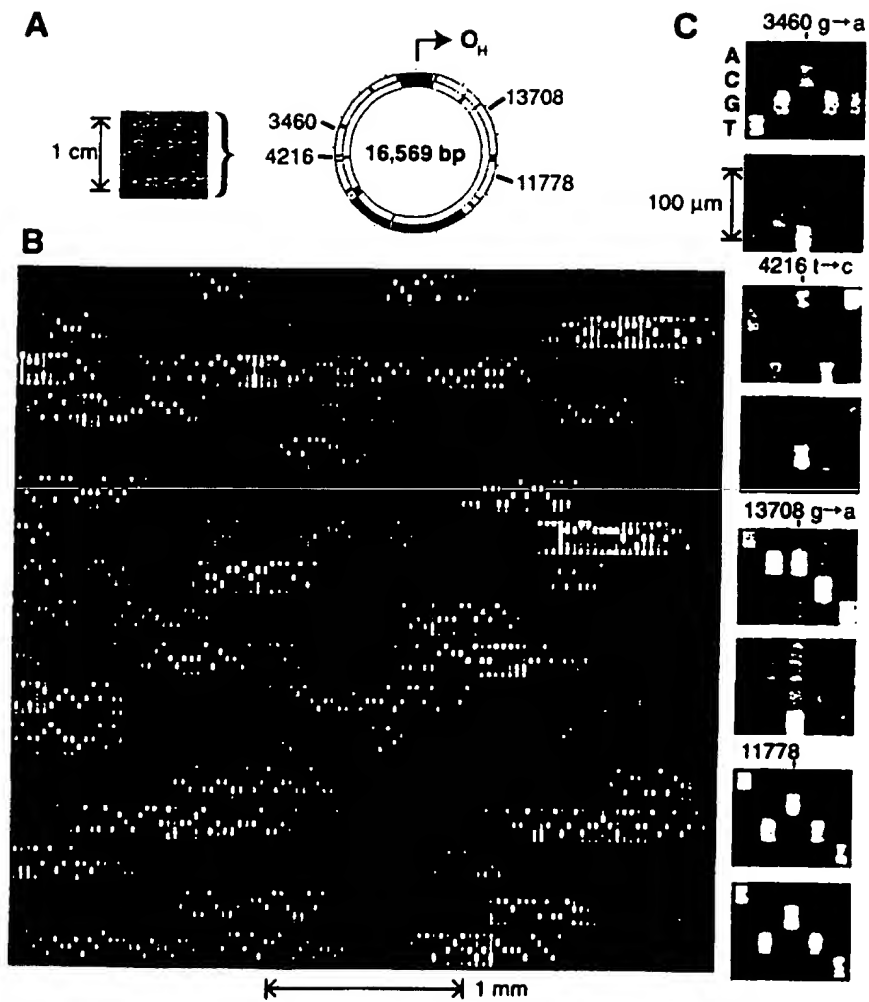 A
O_H
13708
3460
4216
16,569 bp
1 cm
11778
B
1 mm
C
3460 g→a
A
C
G
T
100 µm
4216 t→c
13708 g→a
11778